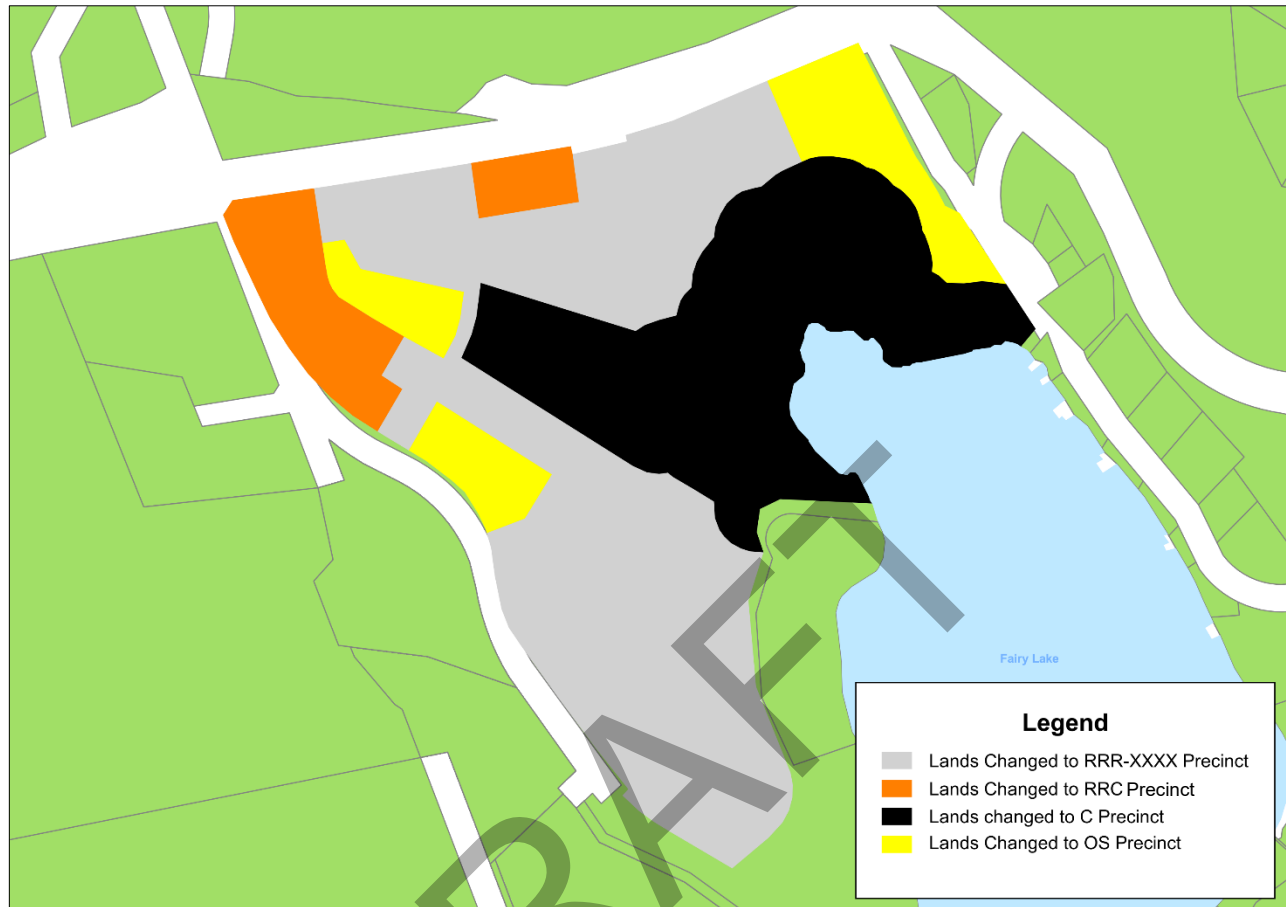 Fairy Lake
Legend
Lands Changed to RRR-XXXX Precinct
Lands Changed to RRC Precinct
Lands changed to C Precinct
Lands Changed to OS Precinct
DRAFT